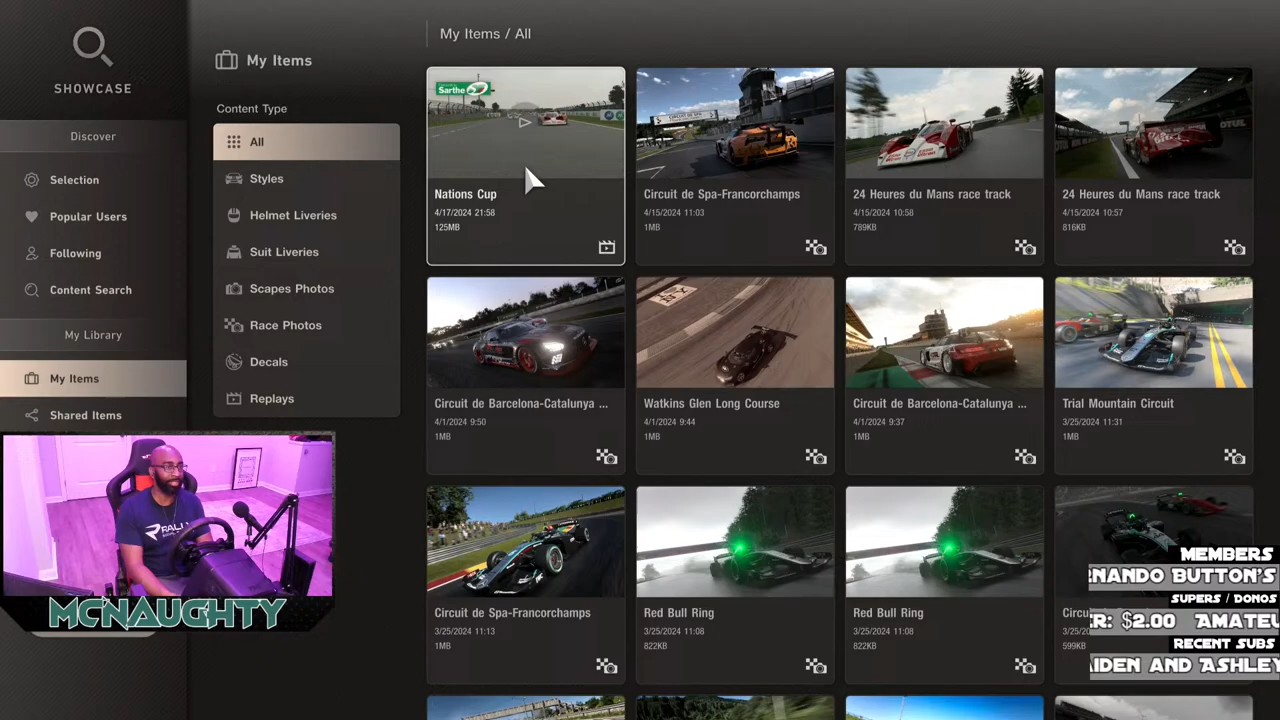 SHOWCASE
Discover
Selection
Popular Users
Following
Content Search
My Library
My Items
Shared Items
My Items
Content Type
All
Styles
Helmet Liveries
Suit Liveries
Scapes Photos
Race Photos
Decals
Replays
My Items / All
Sarthe
Nations Cup
4/17/2024 21:58
125MB
Circuit de Spa-Francorchamps
4/15/2024 11:03
1MB
24 Heures du Mans race track
4/15/2024 10:58
789KB
24 Heures du Mans race track
4/15/2024 10:57
816KB
Circuit de Barcelona-Catalunya ...
4/1/2024 9:50
1MB
Watkins Glen Long Course
4/1/2024 9:44
1MB
Circuit de Barcelona-Catalunya ...
4/1/2024 9:37
1MB
Trial Mountain Circuit
3/25/2024 11:31
1MB
Circuit de Spa-Francorchamps
3/25/2024 11:13
1MB
Red Bull Ring
3/25/2024 11:08
822KB
Red Bull Ring
3/25/2024 11:08
822KB
3/25/20
599KB
MCNAUGHTY
MEMBERS
RNANDO BUTTON'S
SUPERS / DONOS
ER: $2.00 AMATEU
RECENT SUBS
AIDEN AND ASHLEY